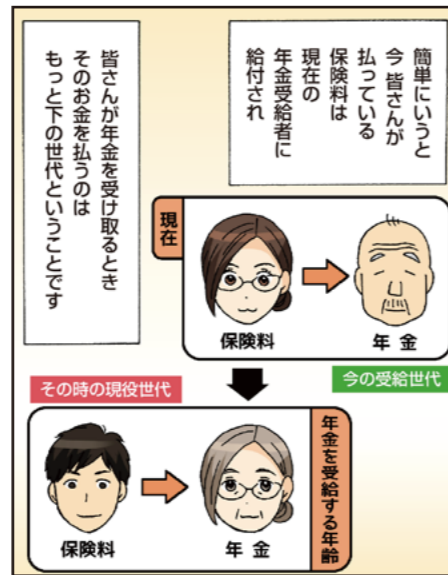 簡単にいうと
今 皆さんが
払っている
保険料は
現在の
年金受給者に
給付され
皆さんが年金を受け取るとき
そのお金を払うのは
もっと下の世代ということです
現在
保険料
年 金
その時の現役世代
今の受給世代
年金を受給する年齢
保険料
年 金